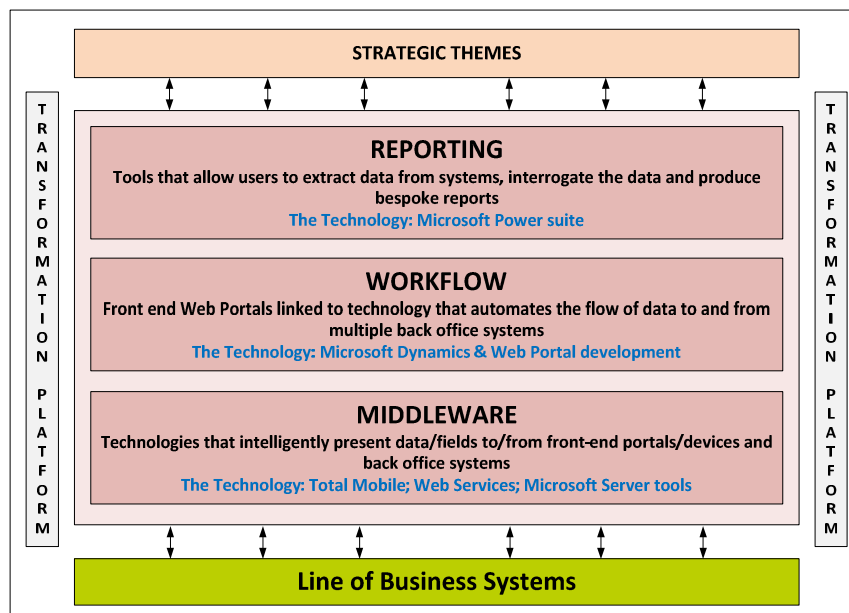 STRATEGIC THEMES
TRANSFORMATION PLATFORM
REPORTING
Tools that allow users to extract data from systems, interrogate the data and produce
bespoke reports
The Technology: Microsoft Power suite
WORKFLOW
Front end Web Portals linked to technology that automates the flow of data to and from
multiple back office systems
The Technology: Microsoft Dynamics & Web Portal development
MIDDLEWARE
Technologies that intelligently present data/fields to/from front-end portals/devices and
back office systems
The Technology: Total Mobile; Web Services; Microsoft Server tools
TRANSFORMATION PLATFORM
Line of Business Systems